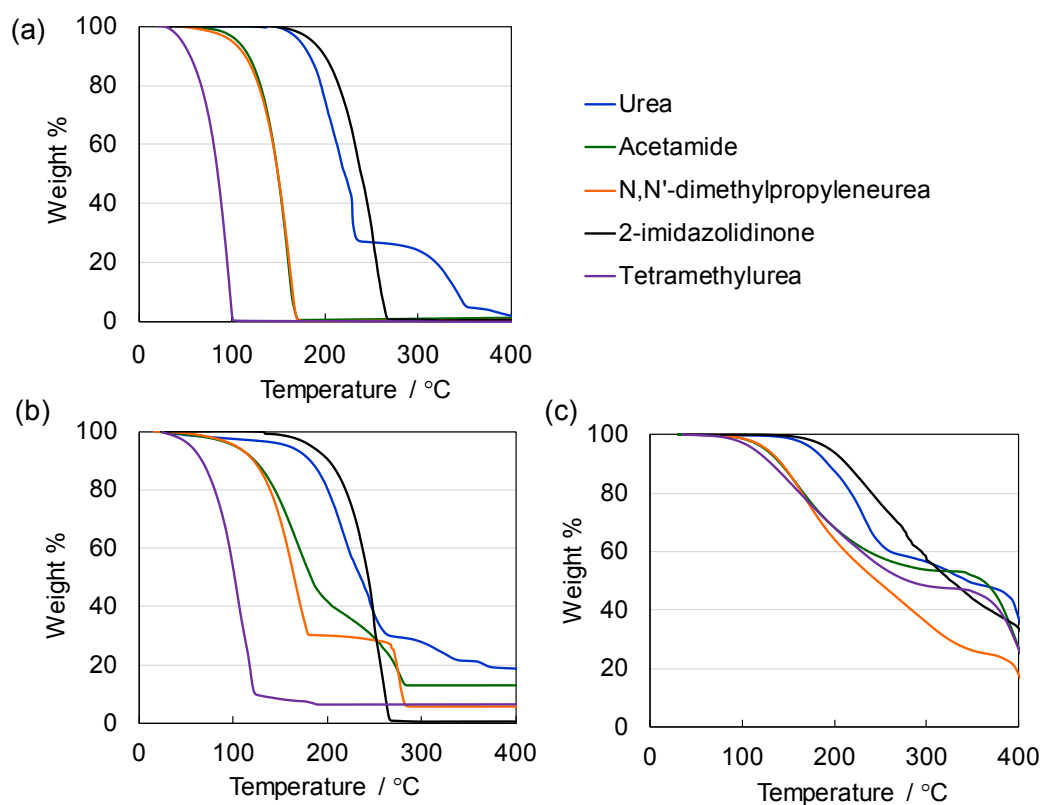 (a)
100
80
60
40
20
0
Weight %
0 100 200 300 400
Temperature / °C
Urea
Acetamide
N,N'-dimethylpropyleneurea
2-imidazolidinone
Tetramethylurea
(b)
100
80
60
40
20
0
Weight %
0 100 200 300 400
Temperature / °C
(c)
100
80
60
40
20
0
Weight %
0 100 200 300 400
Temperature / °C